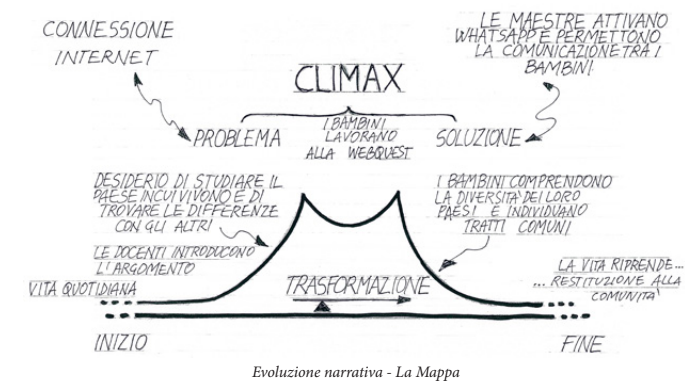 CONNESSIONE
INTERNET
LE MAESTRE ATTIVANO
WHATSAPP E PERMETTONO
LA COMUNICAZIONE TRA I
BAMBINI
CLIMAX
PROBLEMA
I BAMBINI
LAVORANO
ALLA WEBQUEST
SOLUZIONE
DESIDERIO DI STUDIARE IL
PAESE IN CUI VIVONO E DI
TROVARE LE DIFFERENZE
CON GLI ALTRI
I BAMBINI COMPRENDONO
LA DIVERSITA' DEI LORO
PAESI E INDIVIDUANO
TRATTI COMUNI
LE DOCENTI INTRODUCONO
L'ARGOMENTO
VITA QUOTIDIANA
TRASFORMAZIONE
LA VITA RIPRENDE...
... RESTITUZIONE ALLA
COMUNITA'
INIZIO
FINE
Evoluzione narrativa - La Mappa